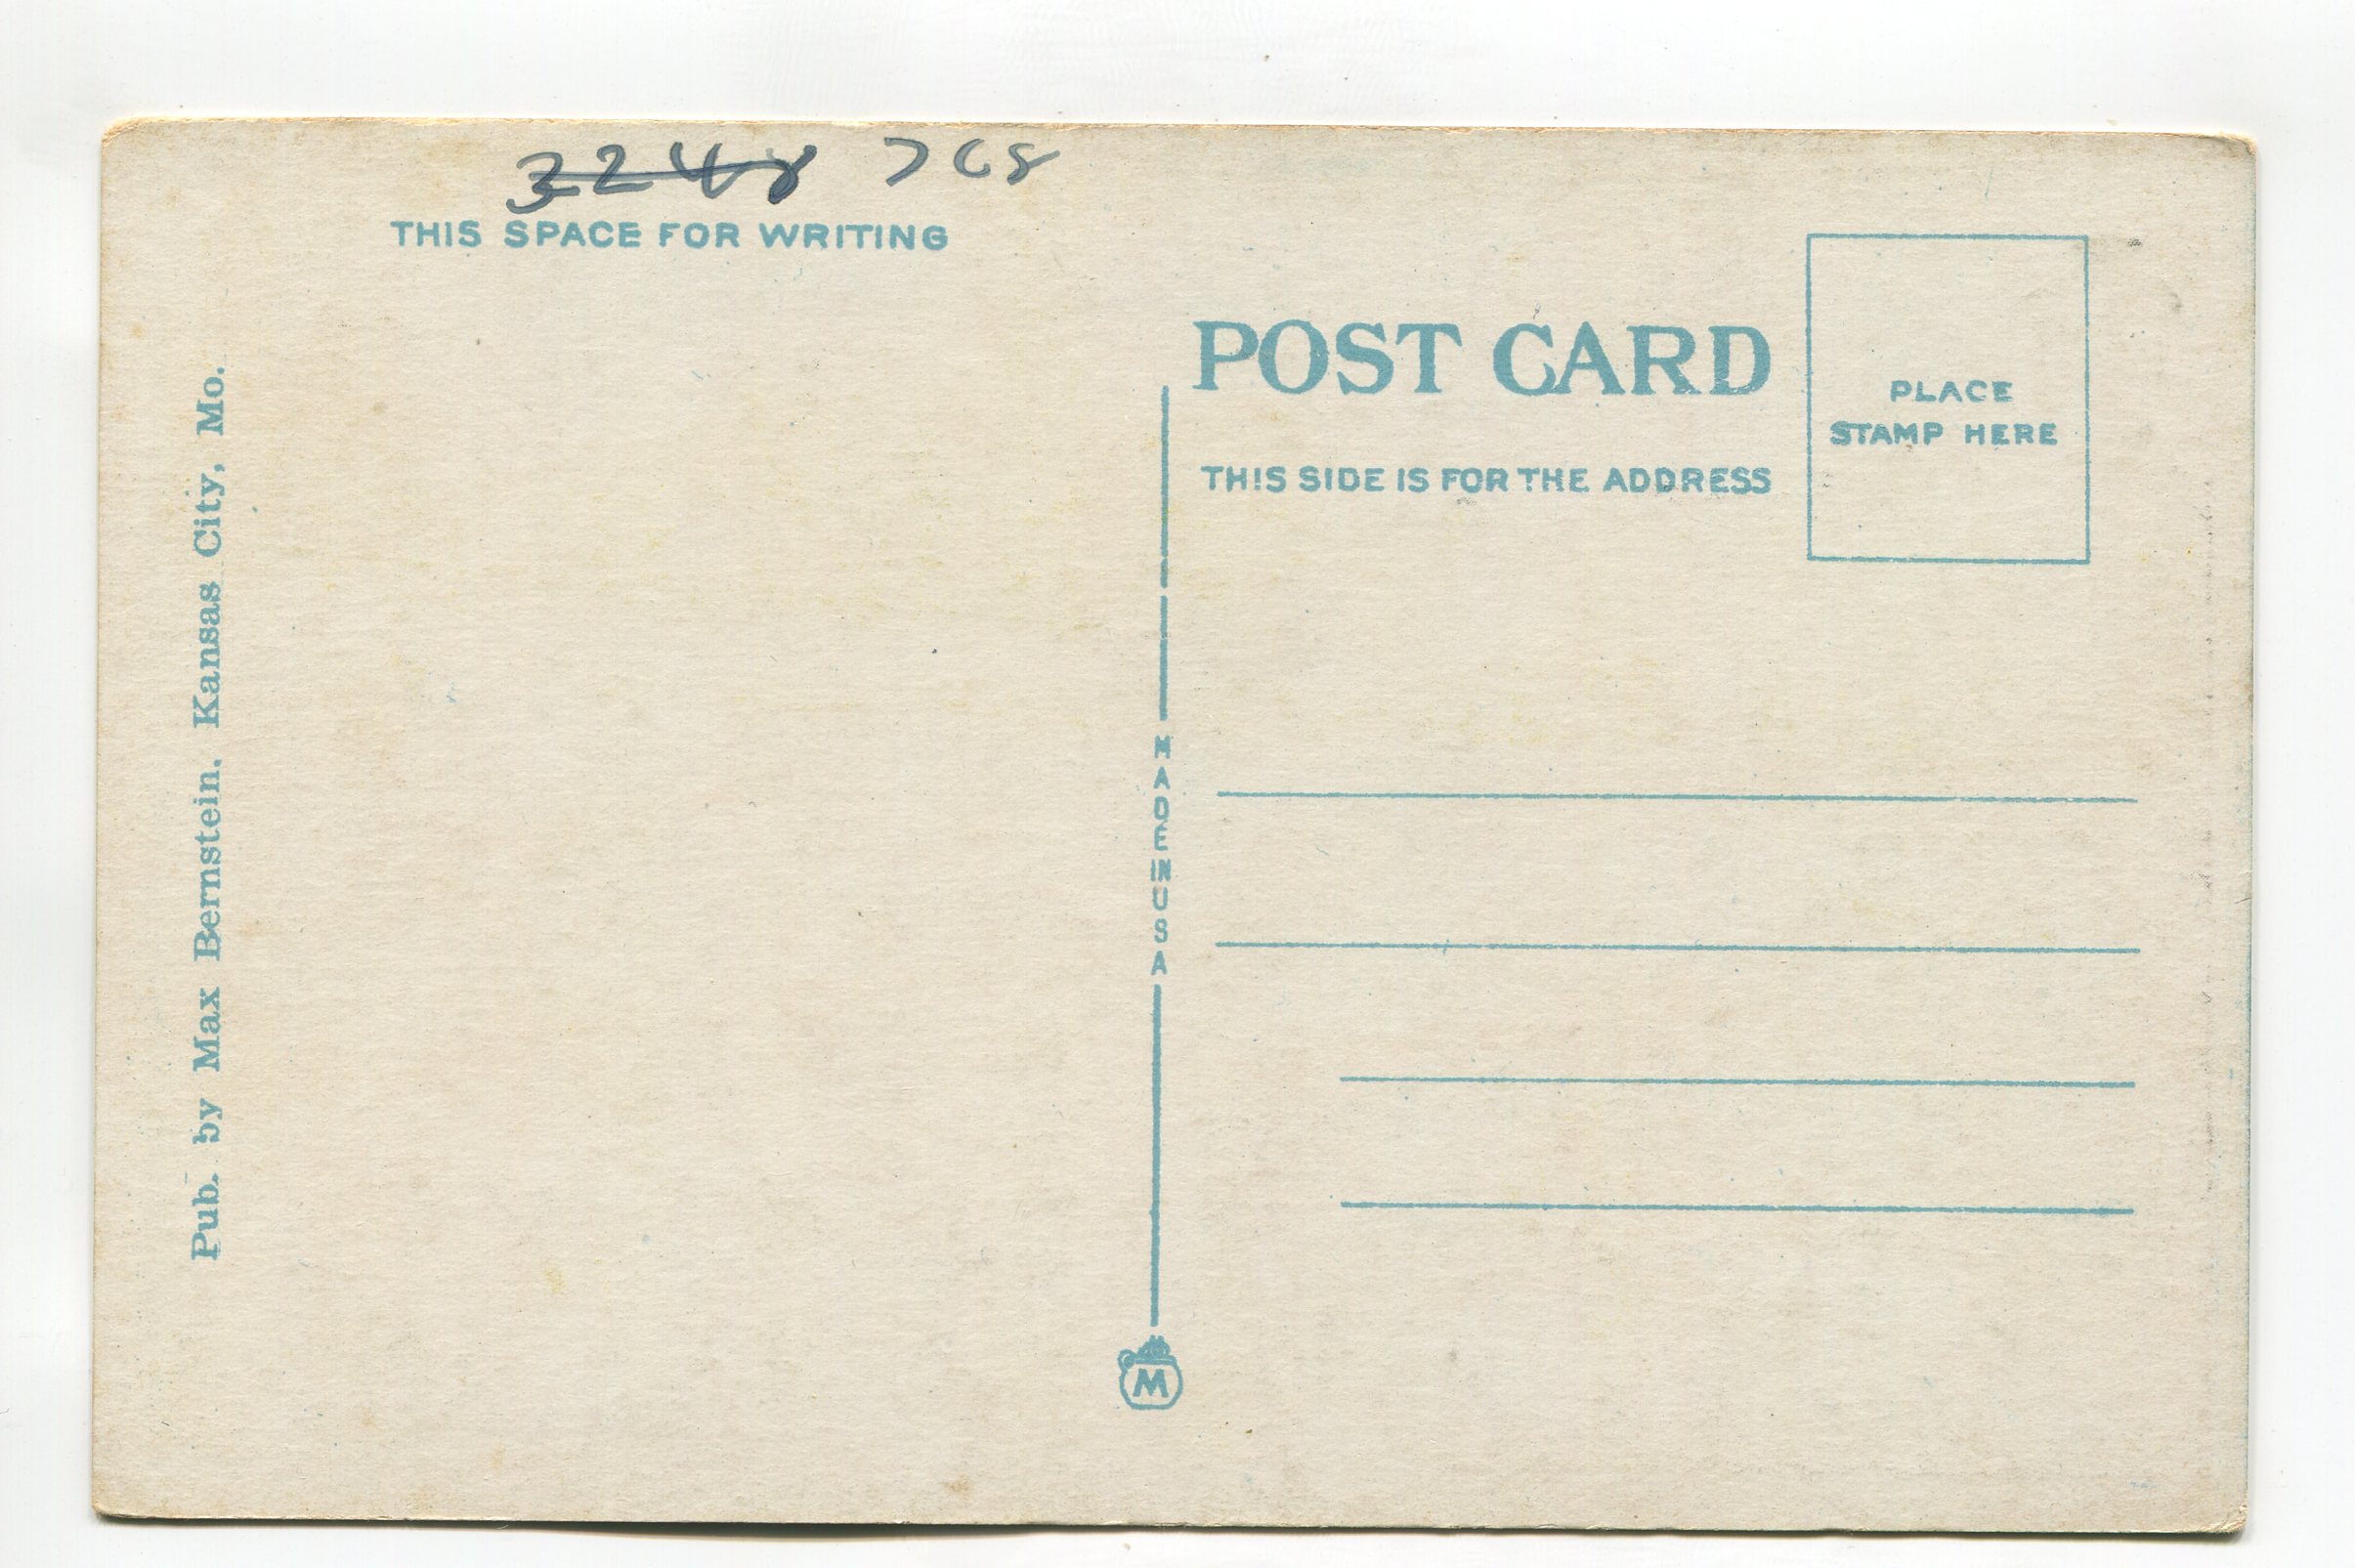 3248 768
THIS SPACE FOR WRITING
POST CARD
THIS SIDE IS FOR THE ADDRESS
PLACE
STAMP HERE
Pub. by Max Bernstein, Kansas City, Mo.
MADE IN USA
M